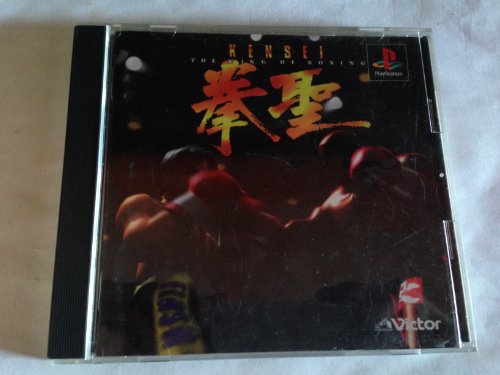 KENSEI
THE KING OF BOXING
拳聖
PlayStation
Victor